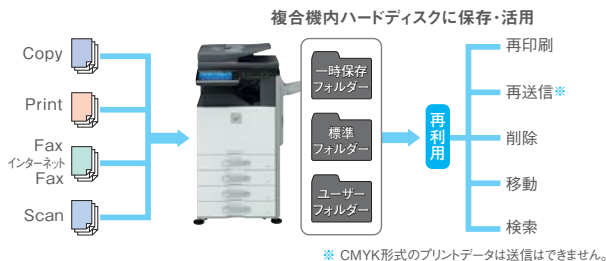 複合機内ハードディスクに保存・活用
Copy
Print
Fax
インターネット
Fax
Scan
一時保存
フォルダー
標準
フォルダー
ユーザー
フォルダー
再利用
再印刷
再送信※
削除
移動
検索
※ CMYK形式のプリントデータは送信はできません。